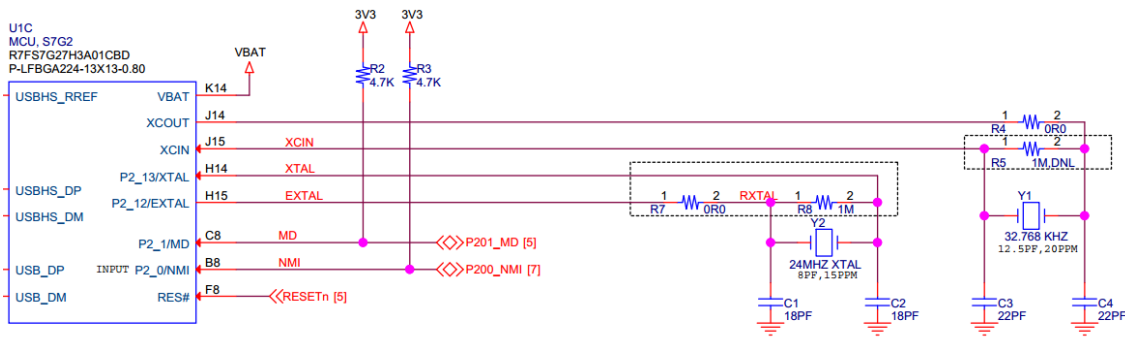 U1C
MCU, S7G2
R7FS7G27H3A01CBD
P-LFBGA224-13X13-0.80
VBAT
3V3
3V3
R2
4.7K
R3
4.7K
USBHS_RREF
VBAT
K14
XCOUT
J14
XCIN
J15
XCIN
P2_13/XTAL
H14
XTAL
USBHS_DP
P2_12/EXTAL
H15
EXTAL
USBHS_DM
P2_1/MD
C8
MD
P201_MD [5]
USB_DP
INPUT P2_0/NMI
B8
NMI
P200_NMI [7]
USB_DM
RES#
F8
RESETn [5]
1 2
R4 0R0
1 2
R5 1M,DNL
1 2
R7 0R0
RXTAL
1 2
R8 1M
Y2
24MHZ XTAL
8PF,15PPM
Y1
32.768 KHZ
12.5PF,20PPM
C1
18PF
C2
18PF
C3
22PF
C4
22PF